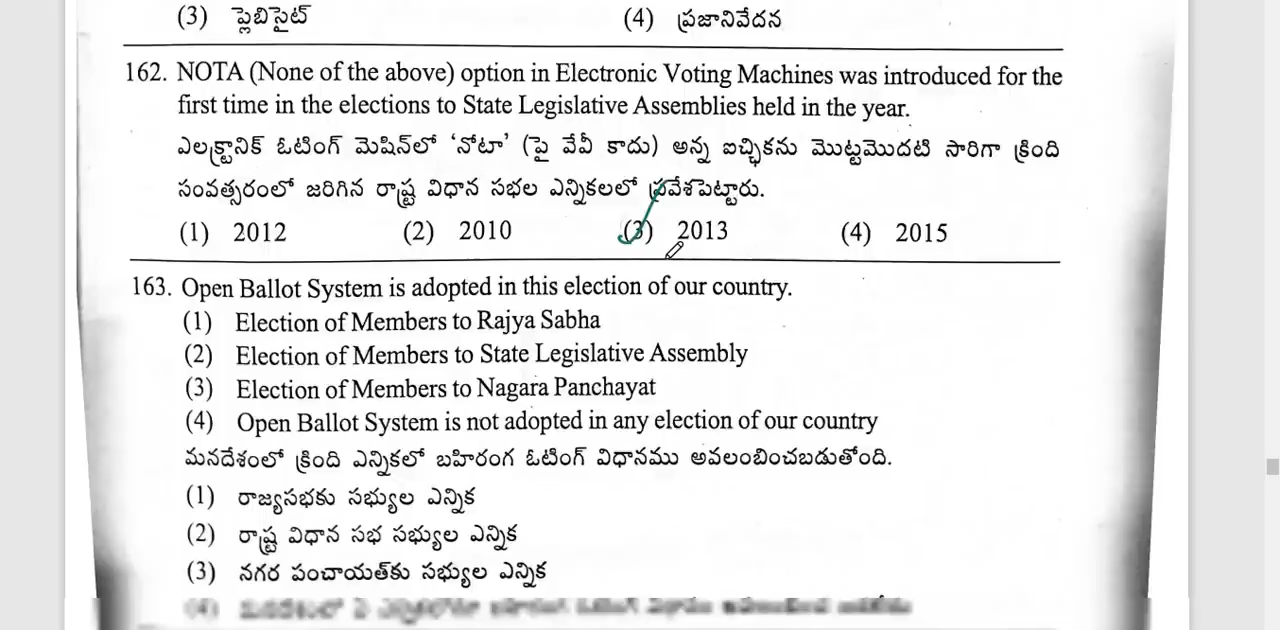 (3) ప్లెబిసైట్ (4) ప్రజానివేదన
162. NOTA (None of the above) option in Electronic Voting Machines was introduced for the
first time in the elections to State Legislative Assemblies held in the year.
ఎలక్ట్రానిక్ ఓటింగ్ మెషిన్‌లో ‘నోటా’ (పై వేవీ కాదు) అన్న ఐచ్ఛికను మొట్టమొదటి సారిగా క్రింది
సంవత్సరంలో జరిగిన రాష్ట్ర విధాన సభల ఎన్నికలలో ప్రవేశపెట్టారు.
(1) 2012 (2) 2010 (3) 2013 (4) 2015
163. Open Ballot System is adopted in this election of our country.
(1) Election of Members to Rajya Sabha
(2) Election of Members to State Legislative Assembly
(3) Election of Members to Nagara Panchayat
(4) Open Ballot System is not adopted in any election of our country
మనదేశంలో క్రింది ఎన్నికలో బహిరంగ ఓటింగ్ విధానము అవలంబించబడుతోంది.
(1) రాజ్యసభకు సభ్యుల ఎన్నిక
(2) రాష్ట్ర విధాన సభ సభ్యుల ఎన్నిక
(3) నగర పంచాయత్‌కు సభ్యుల ఎన్నిక
(4)